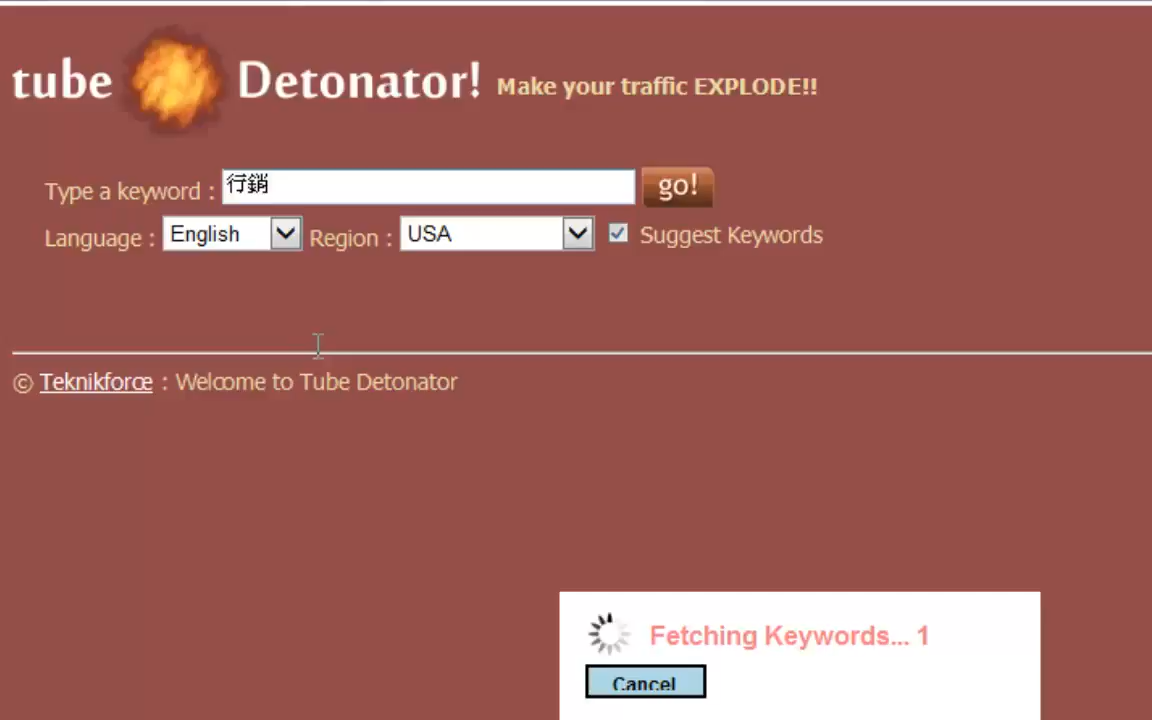 tube Detonator! Make your traffic EXPLODE!!
Type a keyword : 行銷 go!
Language : English Region : USA Suggest Keywords
© Teknikforce : Welcome to Tube Detonator
Fetching Keywords... 1
Cancel